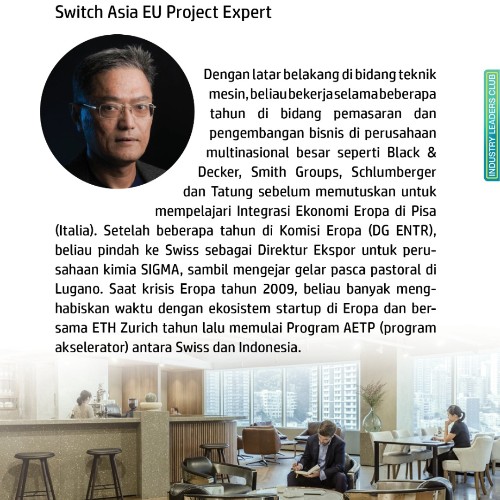 Switch Asia EU Project Expert
Dengan latar belakang di bidang teknik
mesin, beliau bekerja selama beberapa
tahun di bidang pemasaran dan
pengembangan bisnis di perusahaan
multinasional besar seperti Black &
Decker, Smith Groups, Schlumberger
dan Tatung sebelum memutuskan untuk
mempelajari Integrasi Ekonomi Eropa di Pisa
(Italia). Setelah beberapa tahun di Komisi Eropa (DG ENTR),
beliau pindah ke Swiss sebagai Direktur Ekspor untuk peru-
sahaan kimia SIGMA, sambil mengejar gelar pasca pastoral di
Lugano. Saat krisis Eropa tahun 2009, beliau banyak meng-
habiskan waktu dengan ekosistem startup di Eropa dan ber-
sama ETH Zurich tahun lalu memulai Program AETP (program
akselerator) antara Swiss dan Indonesia.
INDUSTRY LEADERS CLUB